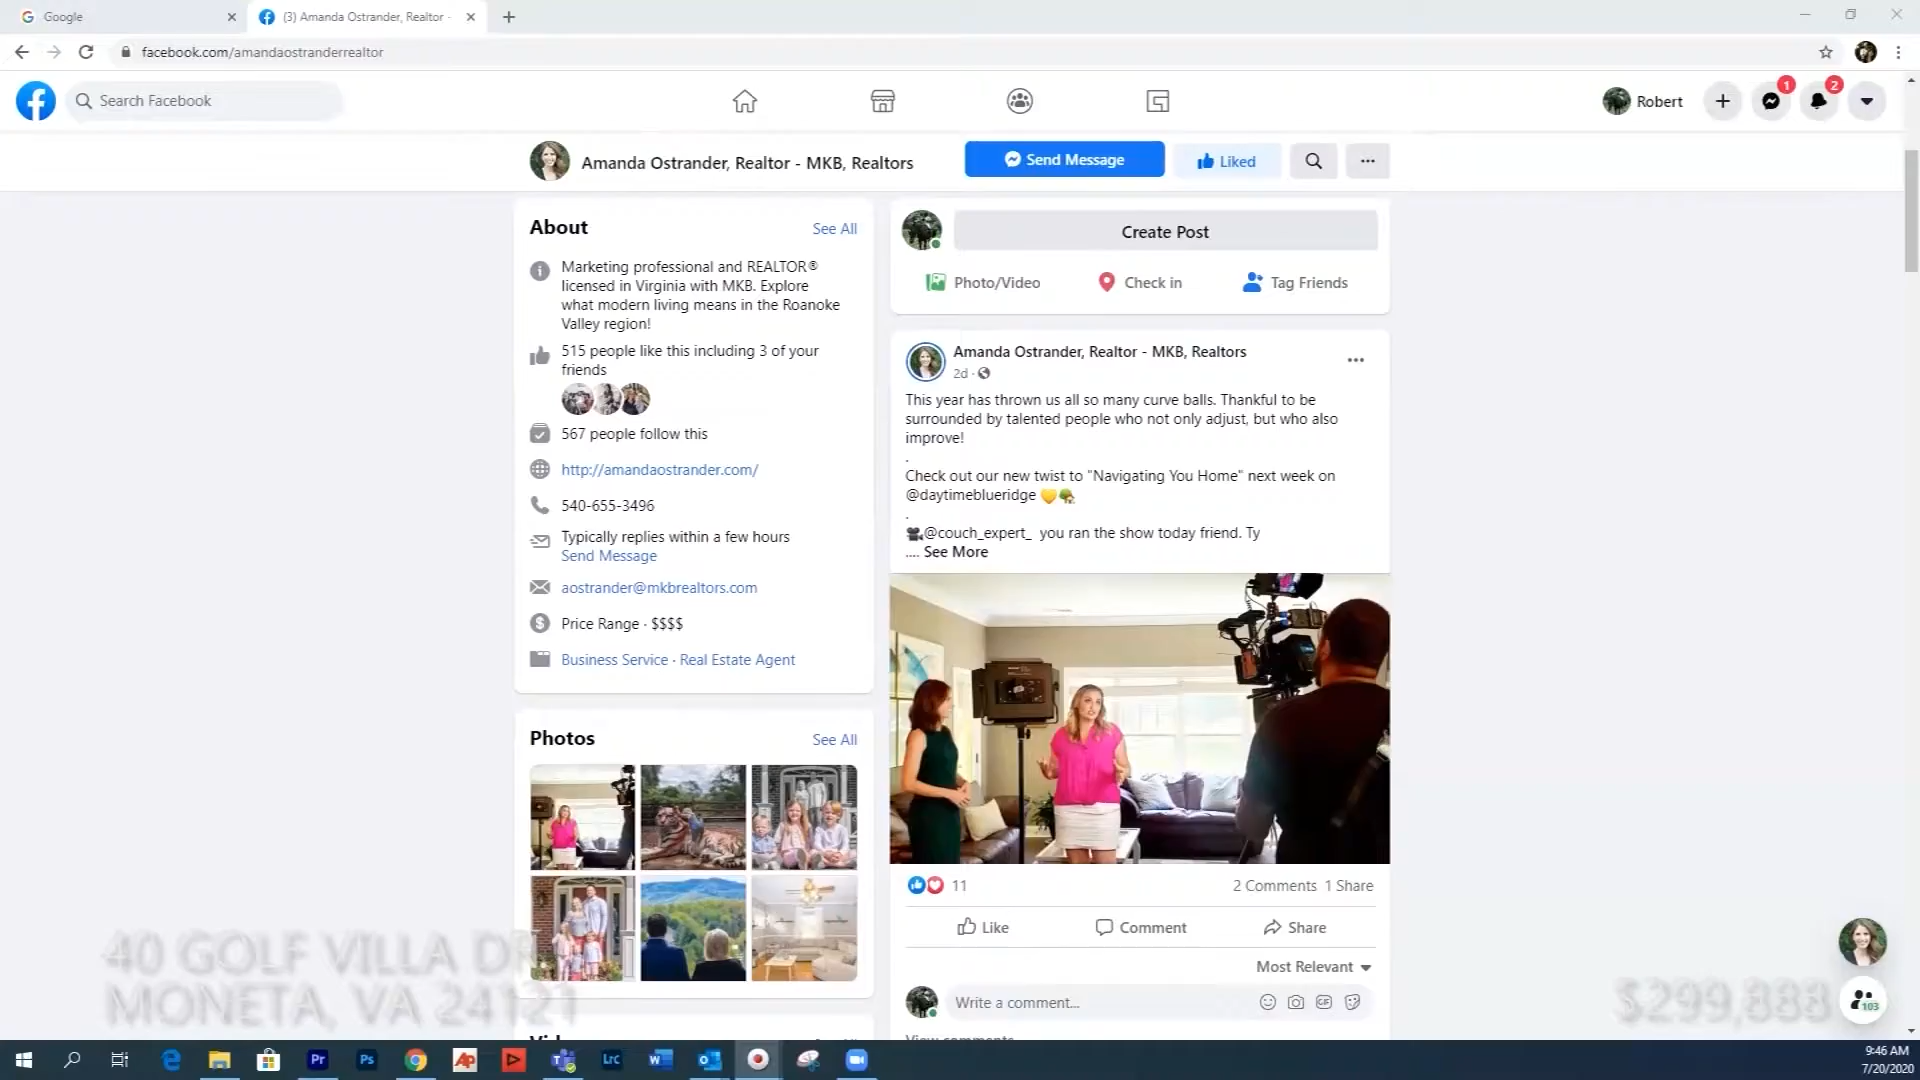 Google
(3) Amanda Ostrander, Realtor -
facebook.com/amandaostranderrealtor
Search Facebook
Robert
1
2
Amanda Ostrander, Realtor - MKB, Realtors
Send Message
Liked
About
See All
Marketing professional and REALTOR®
licensed in Virginia with MKB. Explore
what modern living means in the Roanoke
Valley region!
515 people like this including 3 of your
friends
567 people follow this
http://amandaostrander.com/
540-655-3496
Typically replies within a few hours
Send Message
aostrander@mkbrealtors.com
Price Range · $$$$
Business Service · Real Estate Agent
Photos
See All
Create Post
Photo/Video
Check in
Tag Friends
Amanda Ostrander, Realtor - MKB, Realtors
2d ·
This year has thrown us all so many curve balls. Thankful to be
surrounded by talented people who not only adjust, but who also
improve!
.
Check out our new twist to "Navigating You Home" next week on
@daytimeblueridge
.
@couch_expert_ you ran the show today friend. Ty
.... See More
11
2 Comments 1 Share
Like
Comment
Share
Most Relevant
Write a comment...
GIF
View comments
103
40 GOLF VILLA DR
MONETA, VA 24121
$299,888
Pr
Ps
Lrc
9:46 AM
7/20/2020